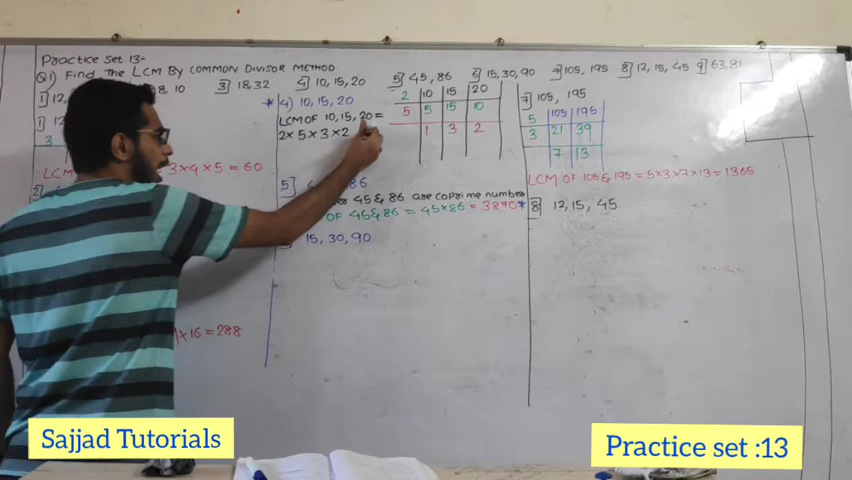 Practice Set 13:-
Q1) Find The LCM By COMMON DIVISOR METHOD
1] 12, 8, 10 3] 18,32 4] 10,15,20 5] 45,86 6] 15,30,90 7] 105, 195 8] 12,15,45 9] 63,81
1] 12
3
LCM 3×4×5 = 60
2]
×16 = 288
* 4) 10,15,20
LCM OF 10, 15, 20 =
2× 5 × 3 × 2
2 10 15 20
5 5 15 10
1 3 2
5] 86
45 & 86 are coprime number
OF 45&86 = 45×86 = 3870*
15, 30, 90
7] 105, 195
5 105 195
3 21 39
7 13
LCM OF 105 & 195 = 5×3×7×13 = 1365
8] 12,15, 45
Sajjad Tutorials
Practice set :13